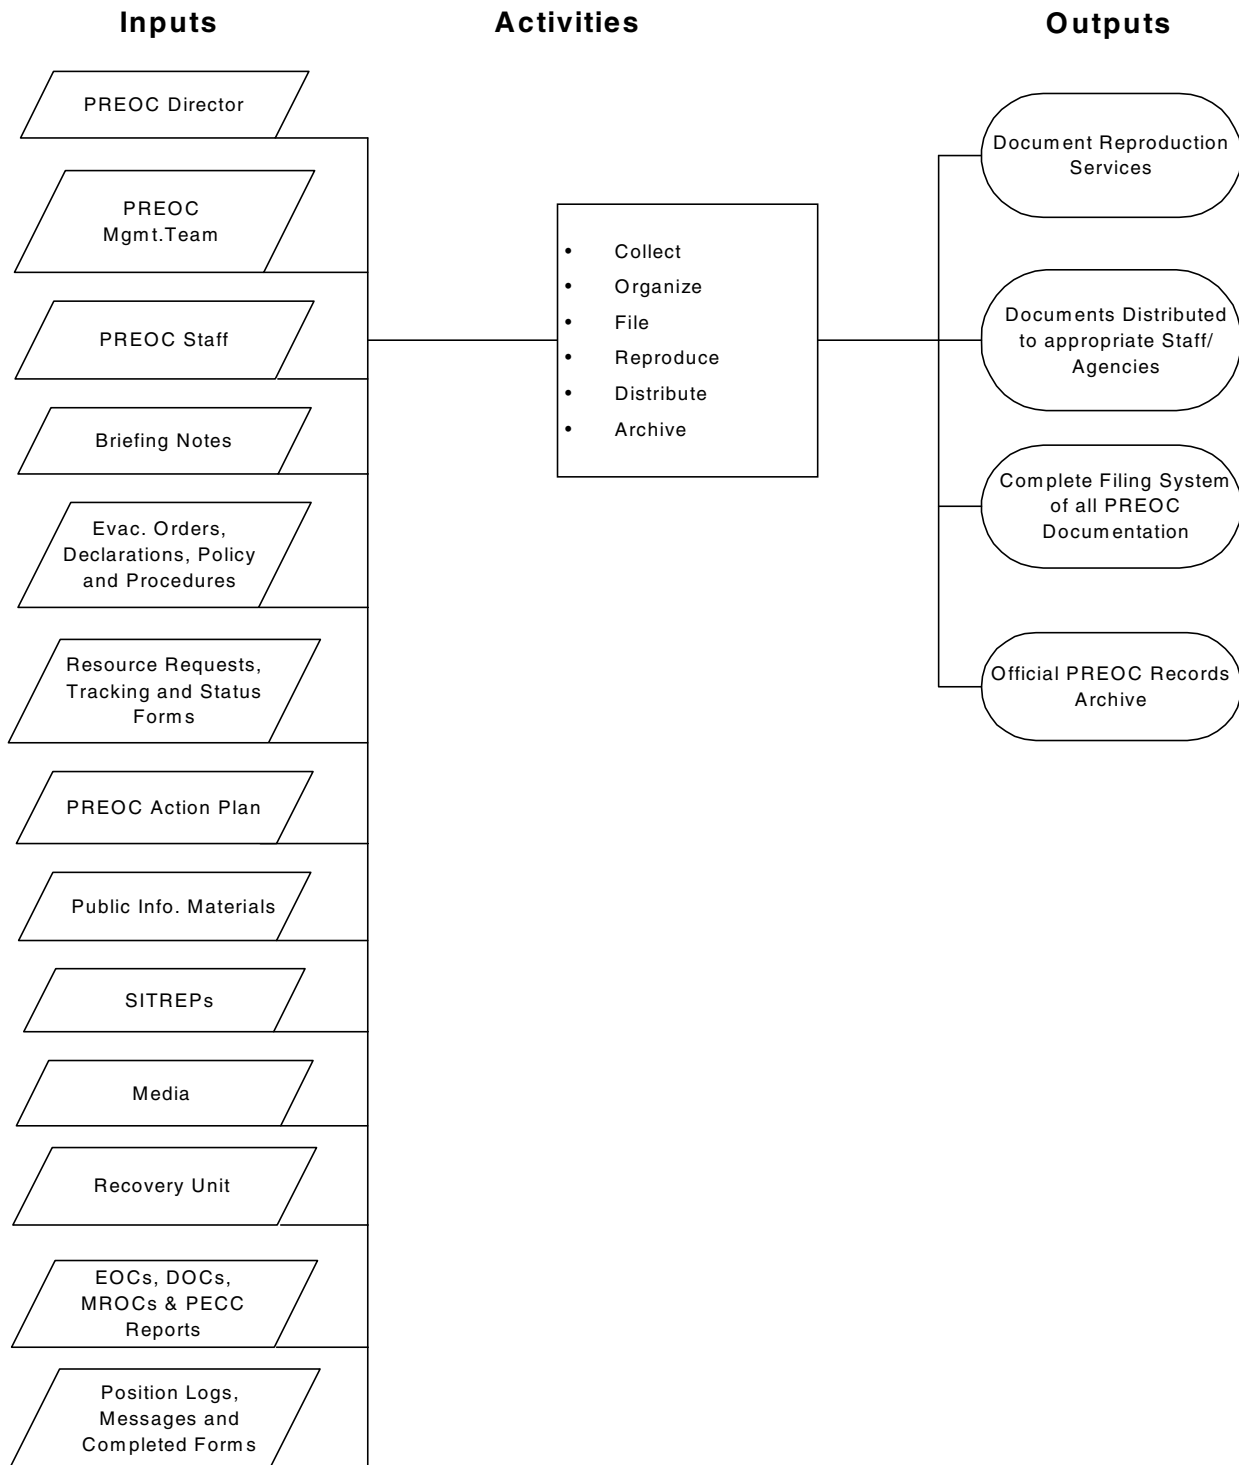 Inputs
Activities
Outputs
PREOC Director
PREOC
Mgmt.Team
PREOC Staff
Briefing Notes
Evac. Orders,
Declarations, Policy
and Procedures
Resource Requests,
Tracking and Status
Forms
PREOC Action Plan
Public Info. Materials
SITREPs
Media
Recovery Unit
EOCs, DOCs,
MROCs & PECC
Reports
Position Logs,
Messages and
Completed Forms
• Collect
• Organize
• File
• Reproduce
• Distribute
• Archive
Document Reproduction
Services
Documents Distributed
to appropriate Staff/
Agencies
Complete Filing System
of all PREOC
Documentation
Official PREOC Records
Archive